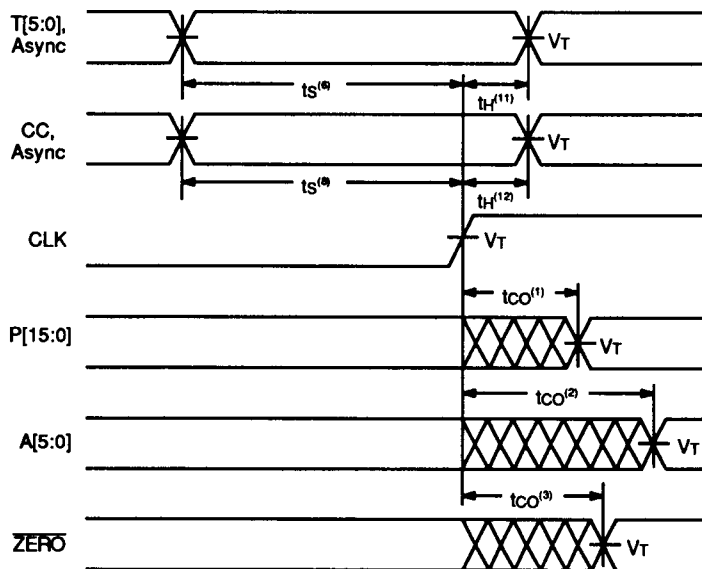 T[5:0],
Async
VT
tS(6)
tH(11)
CC,
Async
VT
tS(8)
tH(12)
CLK
VT
tCO(1)
P[15:0]
VT
tCO(2)
A[5:0]
VT
tCO(3)
ZERO
VT